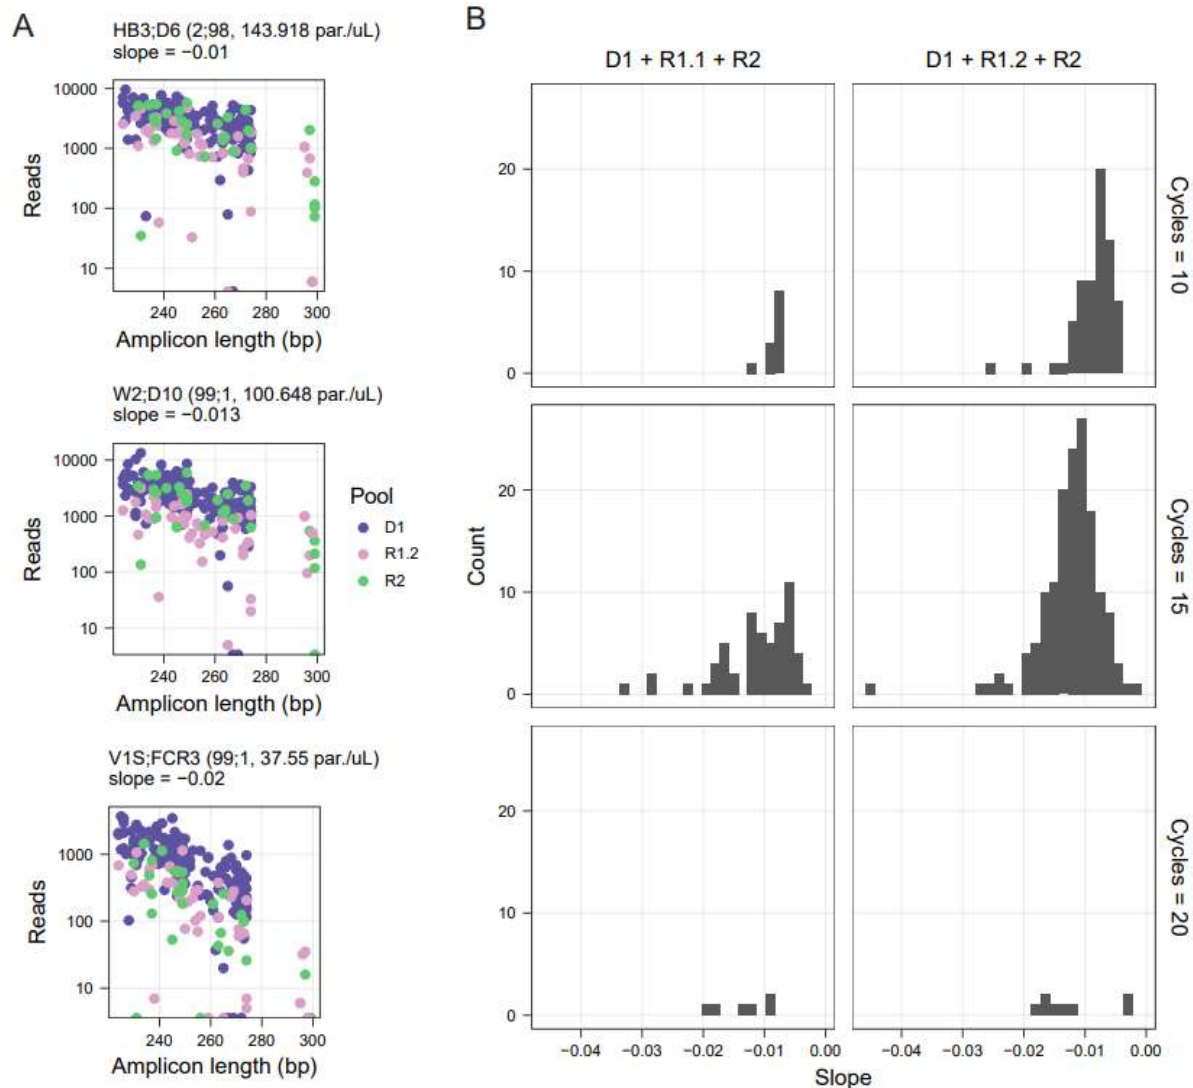 A
HB3;D6 (2;98, 143.918 par./uL)
slope = −0.01
10000
1000
100
10
Reads
240 260 280 300
Amplicon length (bp)
W2;D10 (99;1, 100.648 par./uL)
slope = −0.013
10000
1000
100
10
Reads
240 260 280 300
Amplicon length (bp)
Pool
D1
R1.2
R2
V1S;FCR3 (99;1, 37.55 par./uL)
slope = −0.02
1000
100
10
Reads
240 260 280 300
Amplicon length (bp)
B
D1 + R1.1 + R2
D1 + R1.2 + R2
20
10
0
Cycles = 10
Count
20
10
0
Cycles = 15
20
10
0
Cycles = 20
−0.04 −0.03 −0.02 −0.01 0.00
−0.04 −0.03 −0.02 −0.01 0.00
Slope